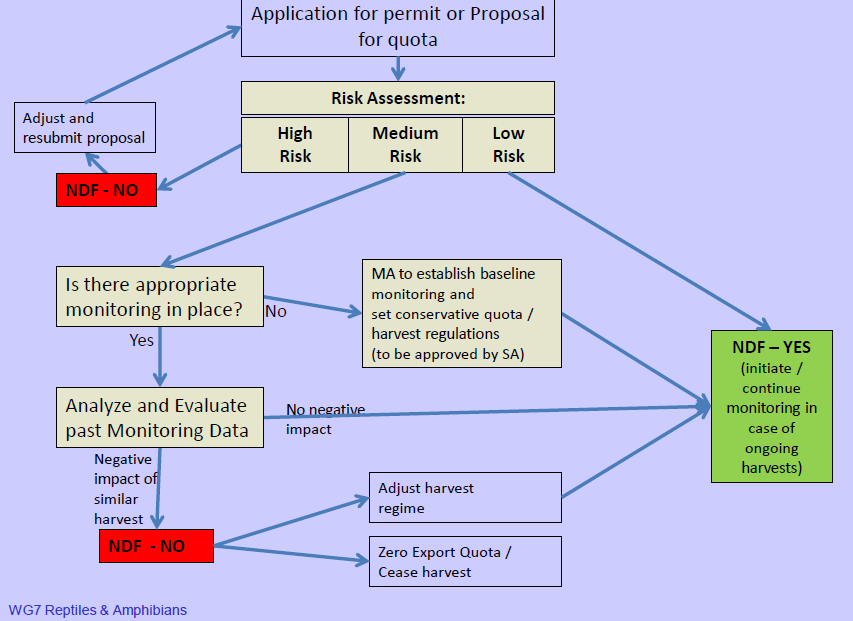 Application for permit or Proposal
for quota
Risk Assessment:
High
Risk
Medium
Risk
Low
Risk
Adjust and
resubmit proposal
NDF - NO
Is there appropriate
monitoring in place?
No
MA to establish baseline
monitoring and
set conservative quota /
harvest regulations
(to be approved by SA)
Yes
NDF – YES
(initiate /
continue
monitoring in
case of
ongoing
harvests)
Analyze and Evaluate
past Monitoring Data
No negative
impact
Negative
impact of
similar
harvest
Adjust harvest
regime
NDF - NO
Zero Export Quota /
Cease harvest
WG7 Reptiles & Amphibians